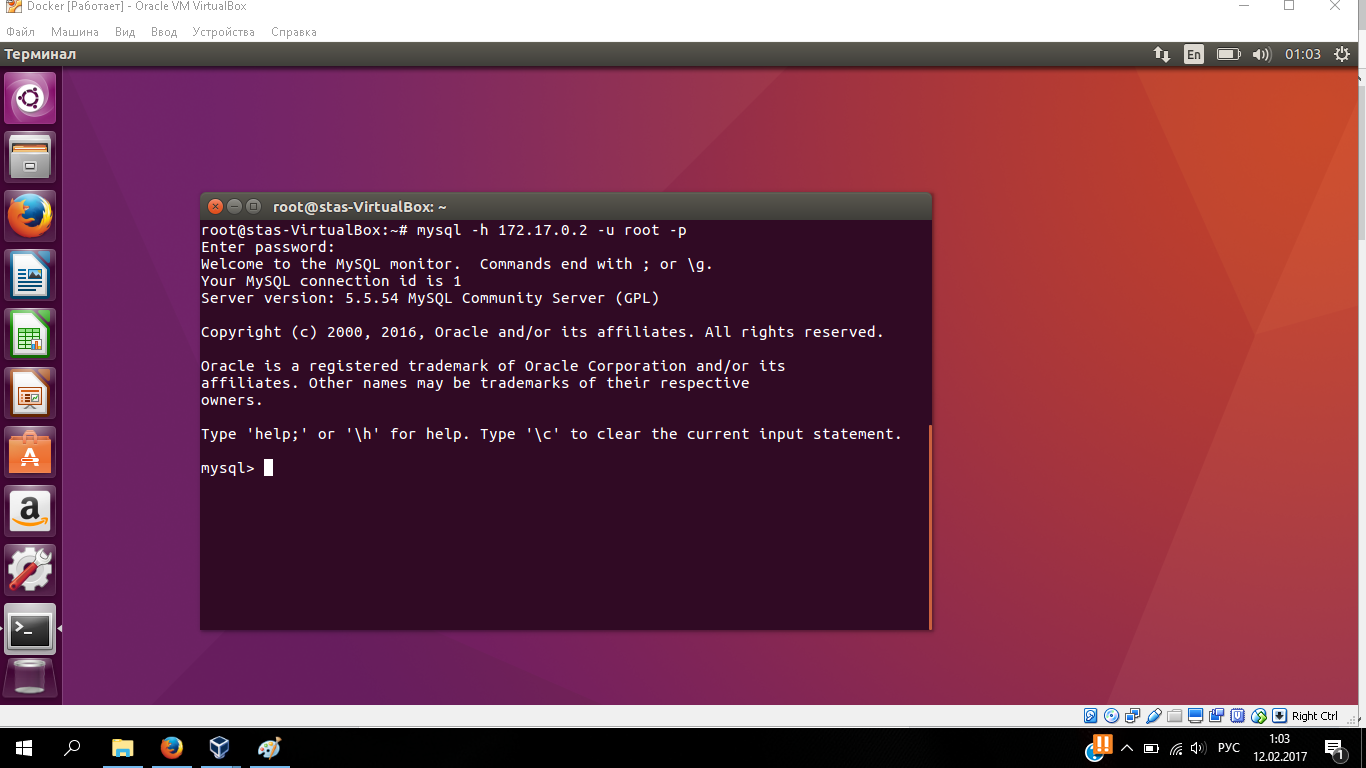 Docker [Работает] - Oracle VM VirtualBox
Файл Машина Вид Ввод Устройства Справка
Терминал En 01:03
root@stas-VirtualBox: ~
root@stas-VirtualBox:~# mysql -h 172.17.0.2 -u root -p
Enter password:
Welcome to the MySQL monitor.  Commands end with ; or \g.
Your MySQL connection id is 1
Server version: 5.5.54 MySQL Community Server (GPL)
Copyright (c) 2000, 2016, Oracle and/or its affiliates. All rights reserved.
Oracle is a registered trademark of Oracle Corporation and/or its
affiliates. Other names may be trademarks of their respective
owners.
Type 'help;' or '\h' for help. Type '\c' to clear the current input statement.
mysql>
Right Ctrl
РУС 1:03
12.02.2017 1